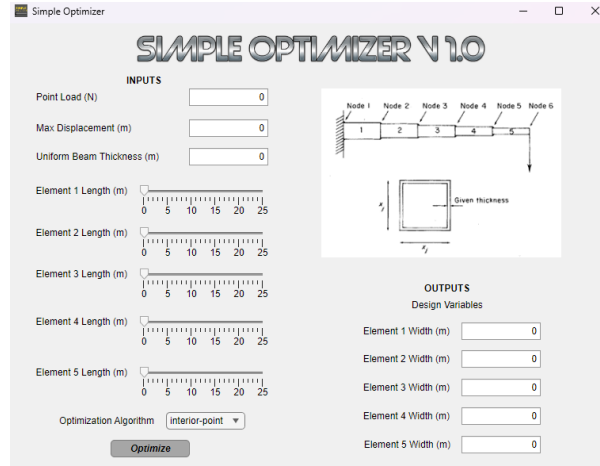 Simple Optimizer
SIMPLE OPTIMIZER V 1.0
INPUTS
Point Load (N) 0
Max Displacement (m) 0
Uniform Beam Thickness (m) 0
Element 1 Length (m)
0 5 10 15 20 25
Element 2 Length (m)
0 5 10 15 20 25
Element 3 Length (m)
0 5 10 15 20 25
Element 4 Length (m)
0 5 10 15 20 25
Element 5 Length (m)
0 5 10 15 20 25
Optimization Algorithm interior-point
Optimize
Node 1 Node 2 Node 3 Node 4 Node 5 Node 6
1 2 3 4 5
Given thickness
x_j
x_j
OUTPUTS
Design Variables
Element 1 Width (m) 0
Element 2 Width (m) 0
Element 3 Width (m) 0
Element 4 Width (m) 0
Element 5 Width (m) 0